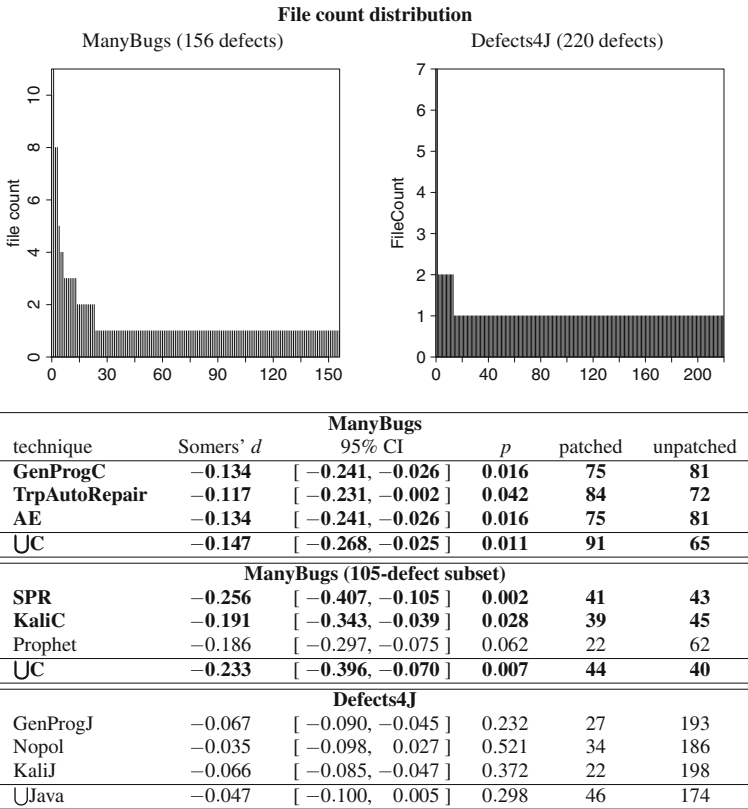 File count distribution
ManyBugs (156 defects) Defects4J (220 defects)
file count
0 2 4 6 8 10
0 30 60 90 120 150
FileCount
0 1 2 3 4 5 6 7
0 40 80 120 160 200
ManyBugs
technique Somers' d 95% CI p patched unpatched
GenProgC −0.134 [ −0.241, −0.026 ] 0.016 75 81
TrpAutoRepair −0.117 [ −0.231, −0.002 ] 0.042 84 72
AE −0.134 [ −0.241, −0.026 ] 0.016 75 81
⋃C −0.147 [ −0.268, −0.025 ] 0.011 91 65
ManyBugs (105-defect subset)
SPR −0.256 [ −0.407, −0.105 ] 0.002 41 43
KaliC −0.191 [ −0.343, −0.039 ] 0.028 39 45
Prophet −0.186 [ −0.297, −0.075 ] 0.062 22 62
⋃C −0.233 [ −0.396, −0.070 ] 0.007 44 40
Defects4J
GenProgJ −0.067 [ −0.090, −0.045 ] 0.232 27 193
Nopol −0.035 [ −0.098, 0.027 ] 0.521 34 186
KaliJ −0.066 [ −0.085, −0.047 ] 0.372 22 198
⋃Java −0.047 [ −0.100, 0.005 ] 0.298 46 174